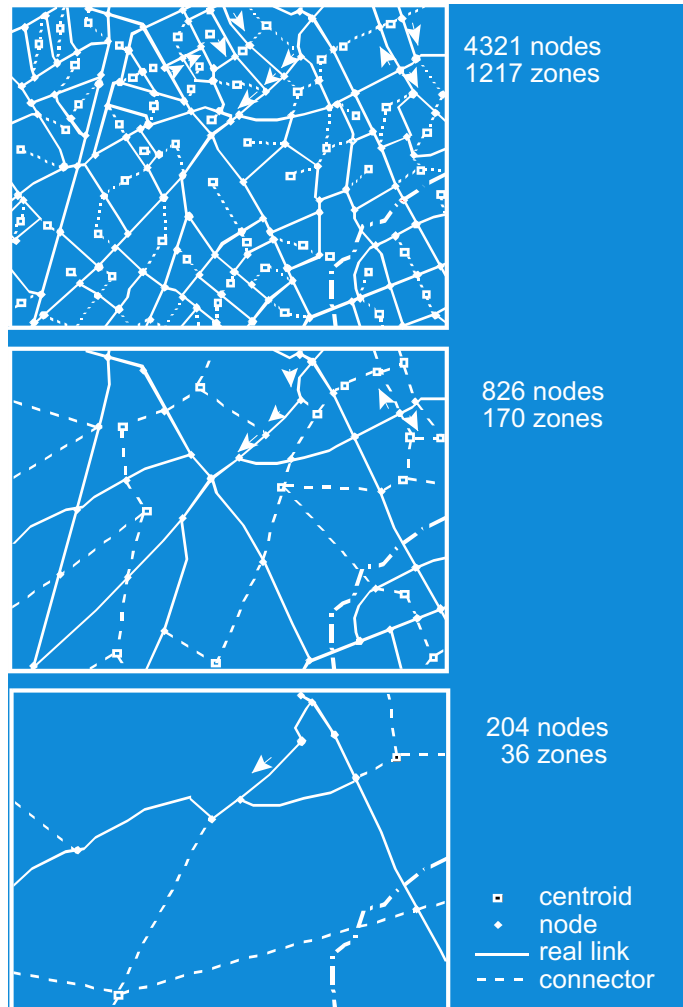 4321 nodes
1217 zones
826 nodes
170 zones
204 nodes
36 zones
centroid
node
real link
connector